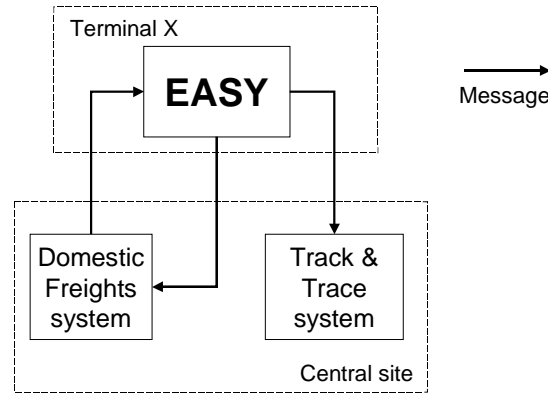 Terminal X
EASY
Message
Domestic
Freights
system
Track &
Trace
system
Central site